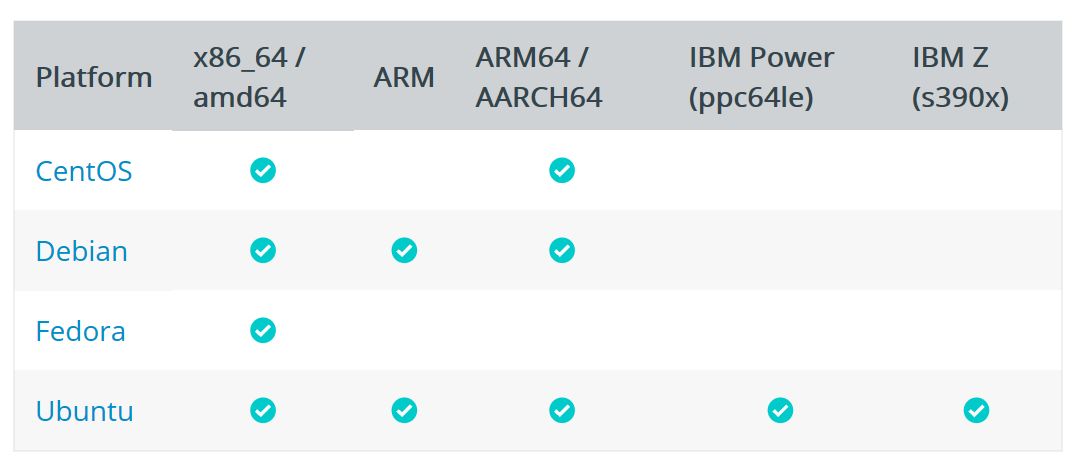 Platform
x86_64 /
amd64
ARM
ARM64 /
AARCH64
IBM Power
(ppc64le)
IBM Z
(s390x)
CentOS
Debian
Fedora
Ubuntu